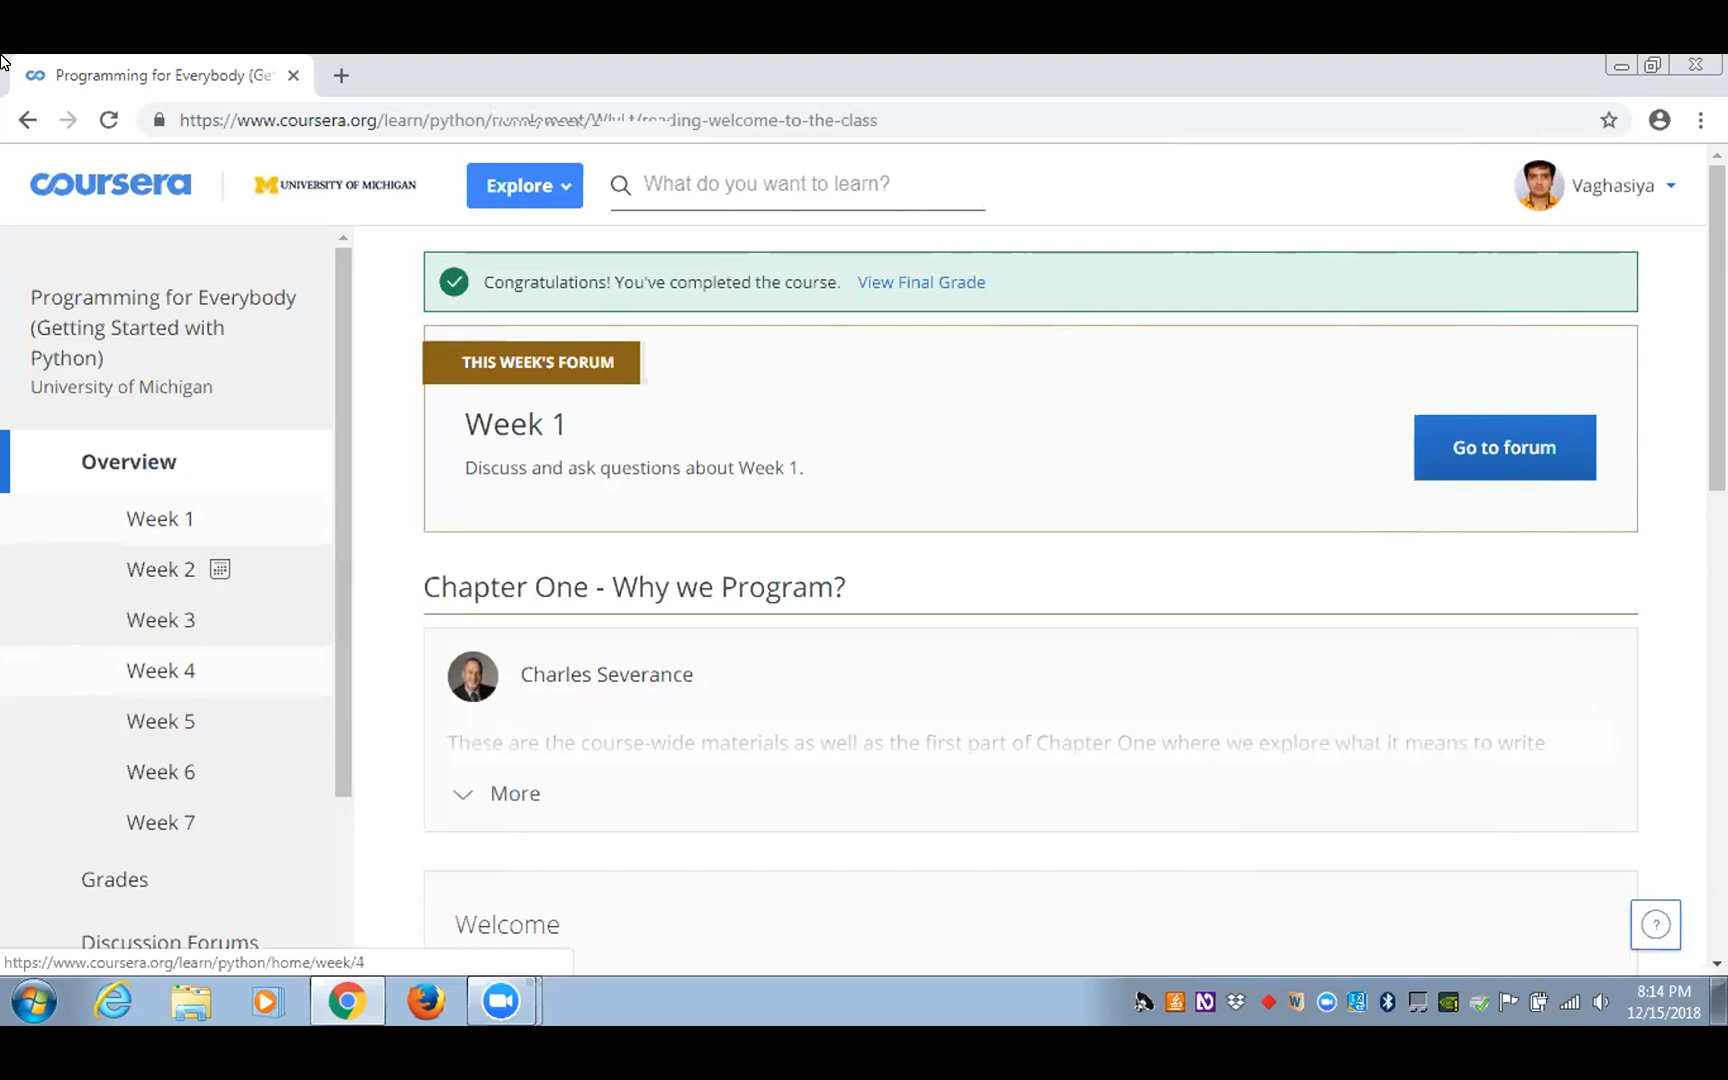 Programming for Everybody (Ge
https://www.coursera.org/learn/python/
ding-welcome-to-the-class
coursera
UNIVERSITY OF MICHIGAN
Explore
What do you want to learn?
Vaghasiya
Programming for Everybody
(Getting Started with
Python)
University of Michigan
Overview
Week 1
Week 2
Week 3
Week 4
Week 5
Week 6
Week 7
Grades
Discussion Forums
Congratulations! You've completed the course. View Final Grade
THIS WEEK'S FORUM
Week 1
Discuss and ask questions about Week 1.
Go to forum
Chapter One - Why we Program?
Charles Severance
These are the course-wide materials as well as the first part of Chapter One where we explore what it means to write
More
Welcome
?
https://www.coursera.org/learn/python/home/week/4
8:14 PM
12/15/2018